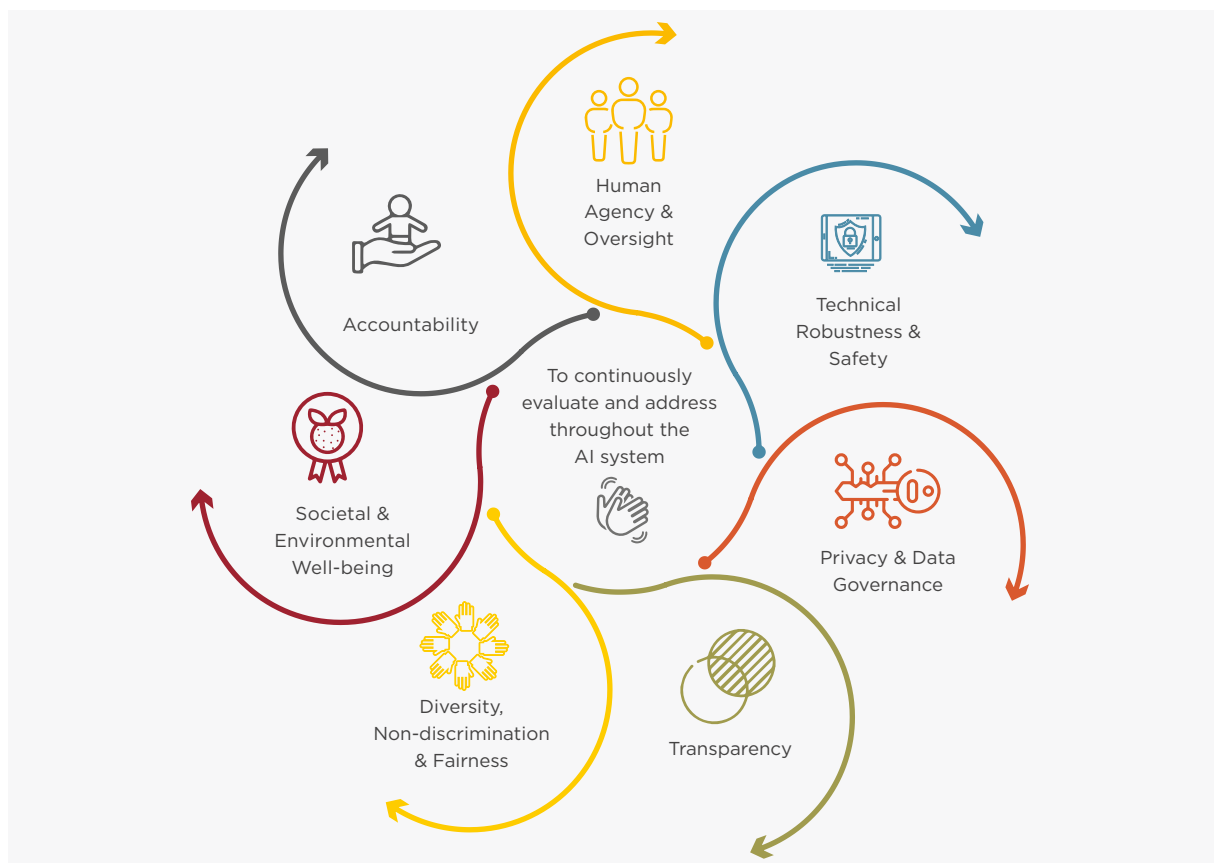 Human
Agency &
Oversight
Technical
Robustness &
Safety
Privacy & Data
Governance
Transparency
Diversity,
Non-discrimination
& Fairness
Societal &
Environmental
Well-being
Accountability
To continuously
evaluate and address
throughout the
AI system